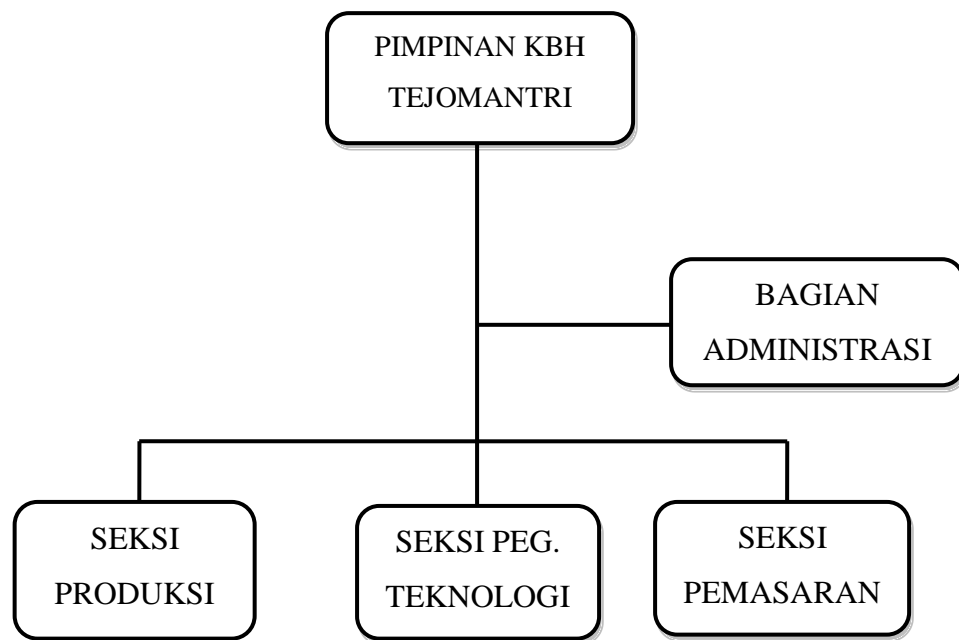 PIMPINAN KBH
TEJOMANTRI
BAGIAN
ADMINISTRASI
SEKSI
PRODUKSI
SEKSI PEG.
TEKNOLOGI
SEKSI
PEMASARAN